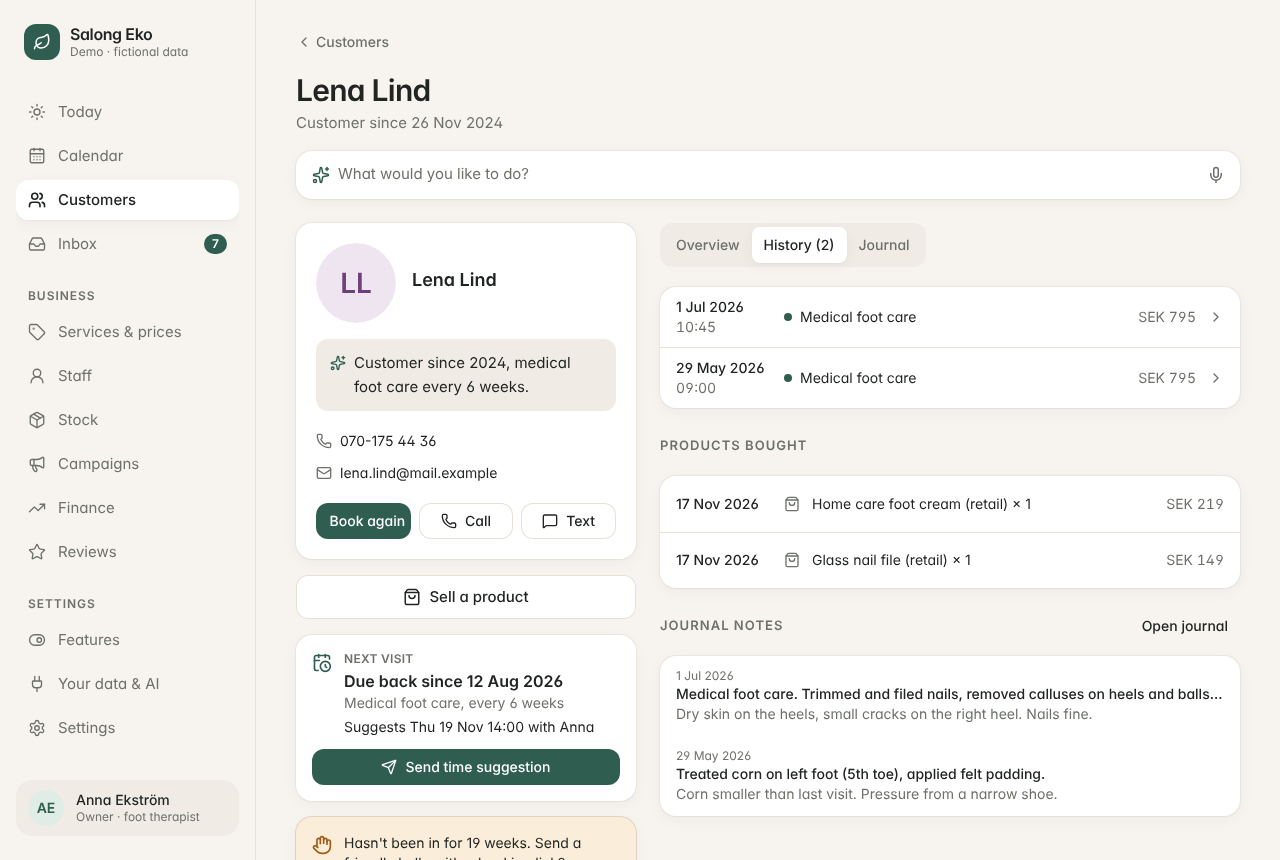 Salong Eko
Demo · fictional data
Today
Calendar
Customers
Inbox 7
BUSINESS
Services & prices
Staff
Stock
Campaigns
Finance
Reviews
SETTINGS
Features
Your data & AI
Settings
AE
Anna Ekström
Owner · foot therapist
Customers
Lena Lind
Customer since 26 Nov 2024
What would you like to do?
LL
Lena Lind
Customer since 2024, medical
foot care every 6 weeks.
070-175 44 36
lena.lind@mail.example
Book again Call Text
Sell a product
NEXT VISIT
Due back since 12 Aug 2026
Medical foot care, every 6 weeks
Suggests Thu 19 Nov 14:00 with Anna
Send time suggestion
Hasn't been in for 19 weeks. Send a
Overview History (2) Journal
1 Jul 2026
10:45
Medical foot care SEK 795
29 May 2026
09:00
Medical foot care SEK 795
PRODUCTS BOUGHT
17 Nov 2026 Home care foot cream (retail) × 1 SEK 219
17 Nov 2026 Glass nail file (retail) × 1 SEK 149
JOURNAL NOTES Open journal
1 Jul 2026
Medical foot care. Trimmed and filed nails, removed calluses on heels and balls…
Dry skin on the heels, small cracks on the right heel. Nails fine.
29 May 2026
Treated corn on left foot (5th toe), applied felt padding.
Corn smaller than last visit. Pressure from a narrow shoe.